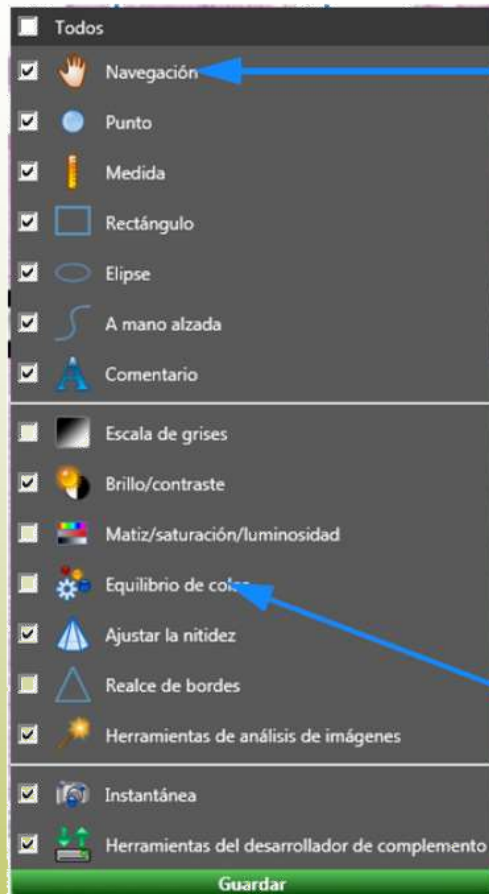 Todos
Navegación
Punto
Medida
Rectángulo
Elipse
A mano alzada
Comentario
Escala de grises
Brillo/contraste
Matiz/saturación/luminosidad
Equilibrio de color
Ajustar la nitidez
Realce de bordes
Herramientas de análisis de imágenes
Instantánea
Herramientas del desarrollador de complemento
Guardar